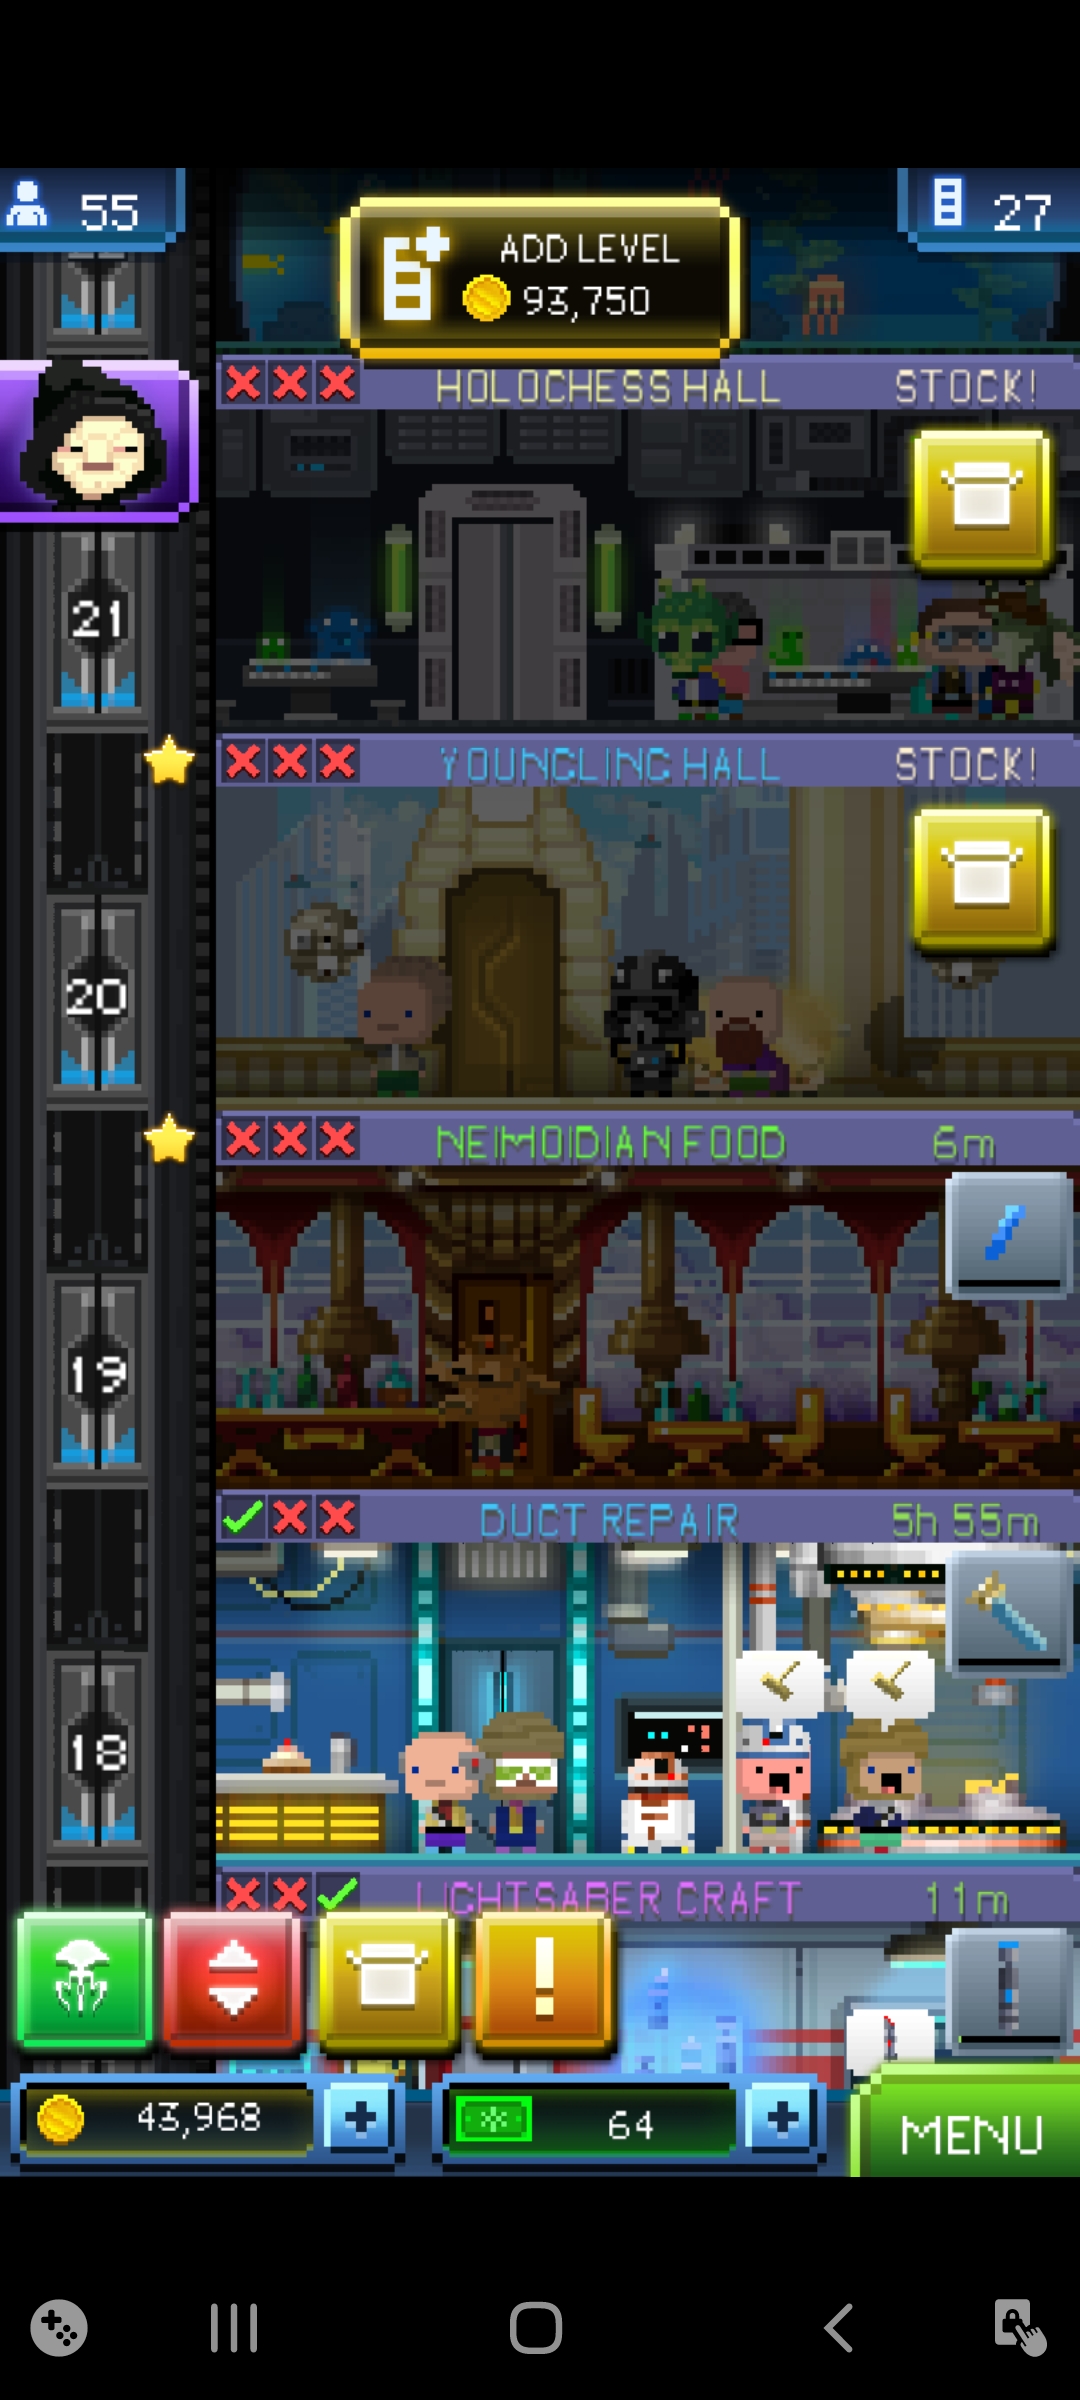 55
ADD LEVEL
93,750
27
HOLOCHESS HALL
STOCK!
21
YOUNGLING HALL
STOCK!
20
NEIMOIDIAN FOOD
6m
19
DUCT REPAIR
5h 55m
18
LIGHTSABER CRAFT
11m
43,968
64
MENU